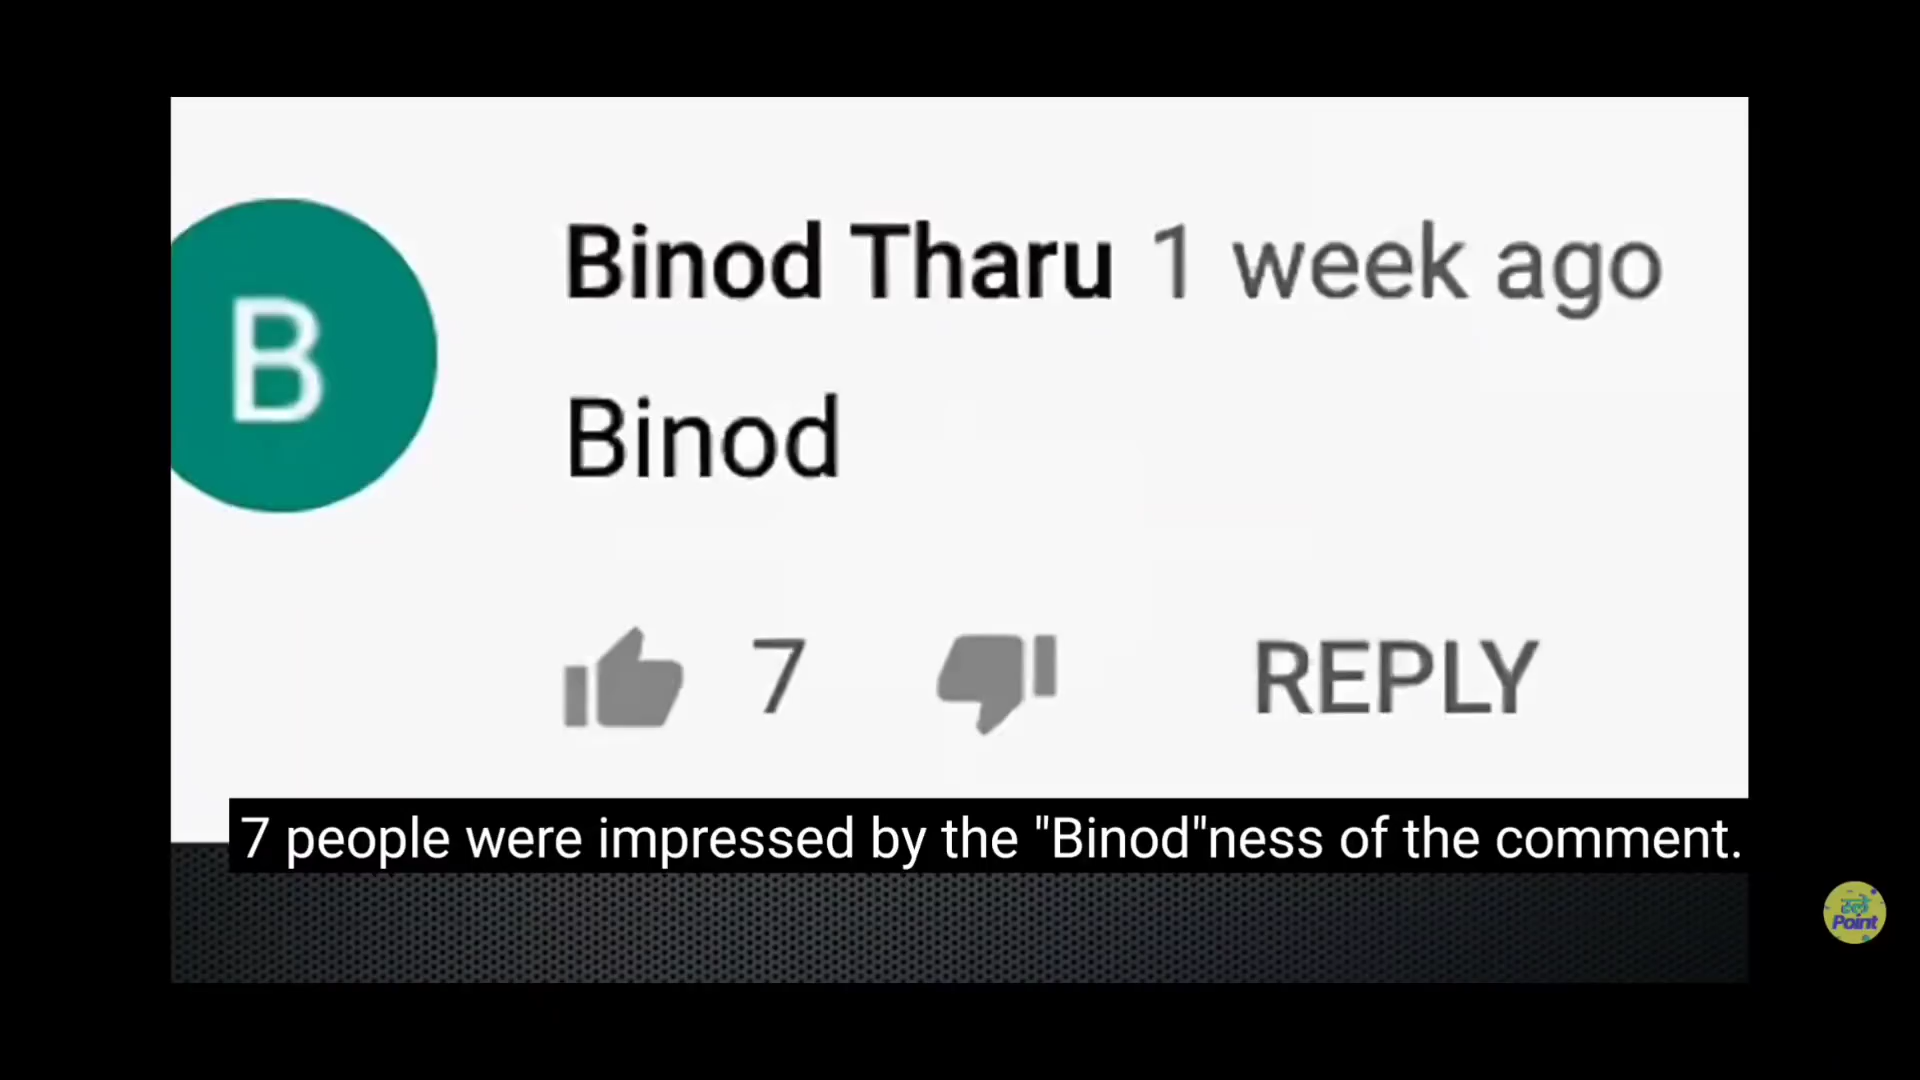 B
Binod Tharu 1 week ago
Binod
7 REPLY
7 people were impressed by the "Binod"ness of the comment.
स्ले
Point